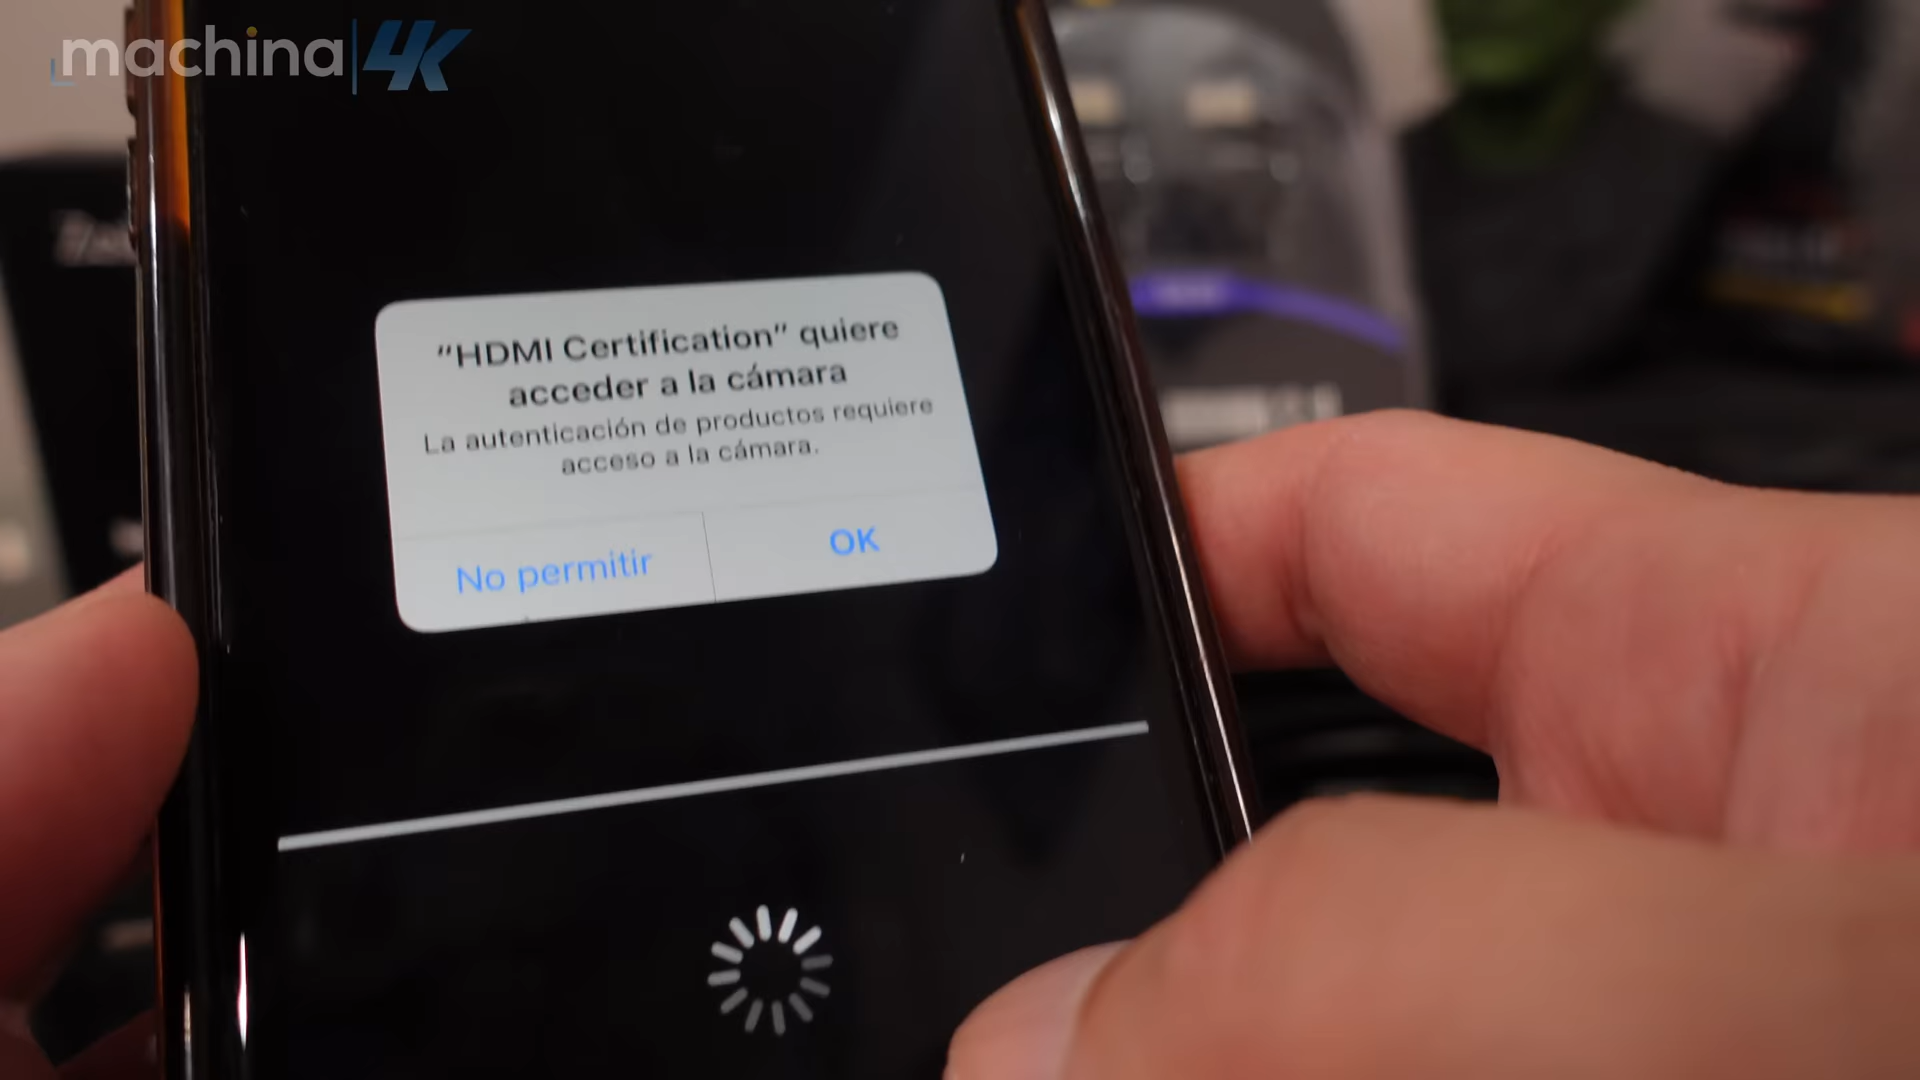 machina|4K
“HDMI Certification” quiere
acceder a la cámara
La autenticación de productos requiere
acceso a la cámara.
No permitir
OK